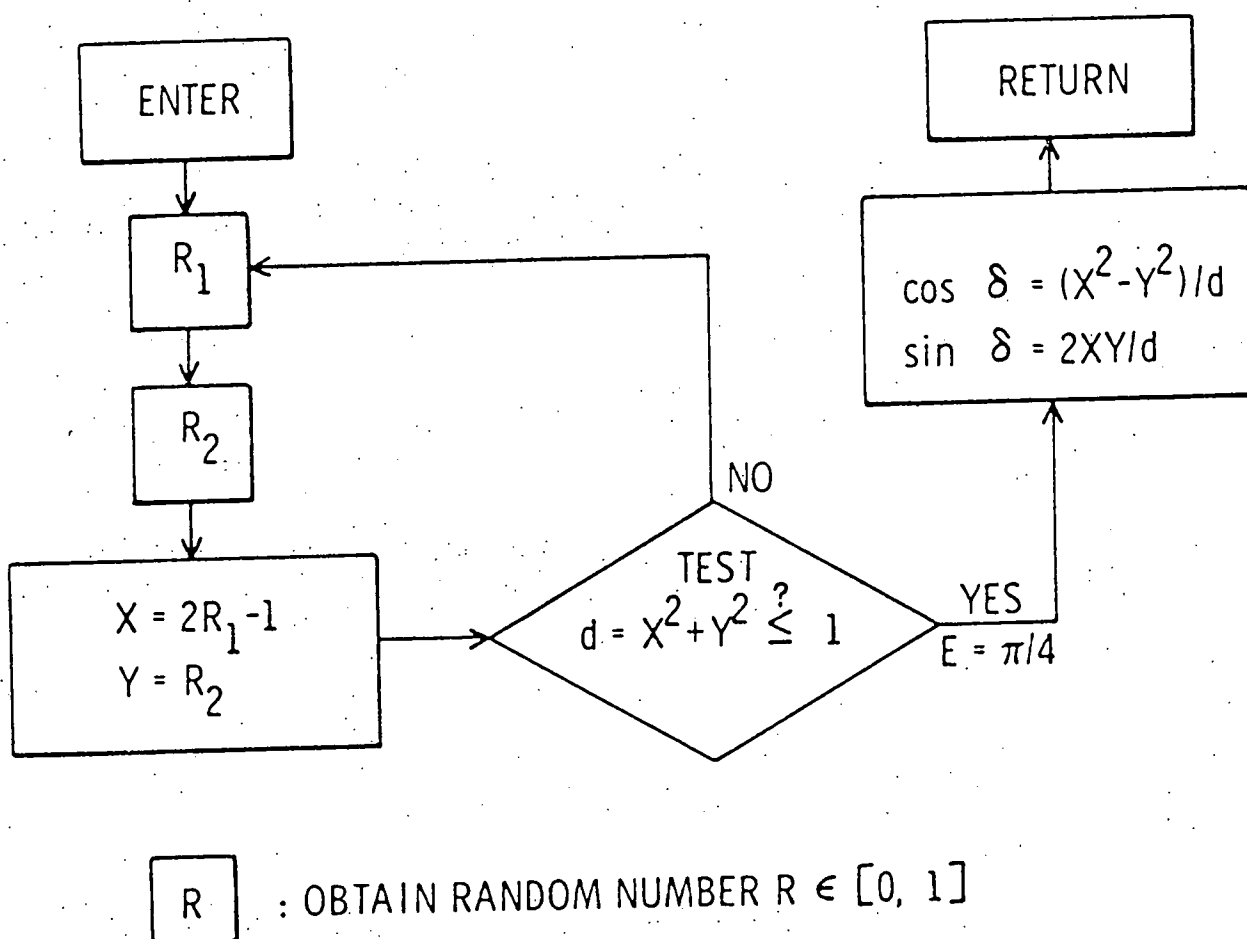 ENTER
R₁
R₂
X = 2R₁-1
Y = R₂
TEST
d = X²+Y² ≤? 1
NO
YES
E = π/4
cos δ = (X²-Y²)/d
sin δ = 2XY/d
RETURN
R : OBTAIN RANDOM NUMBER R ∈ [0, 1]